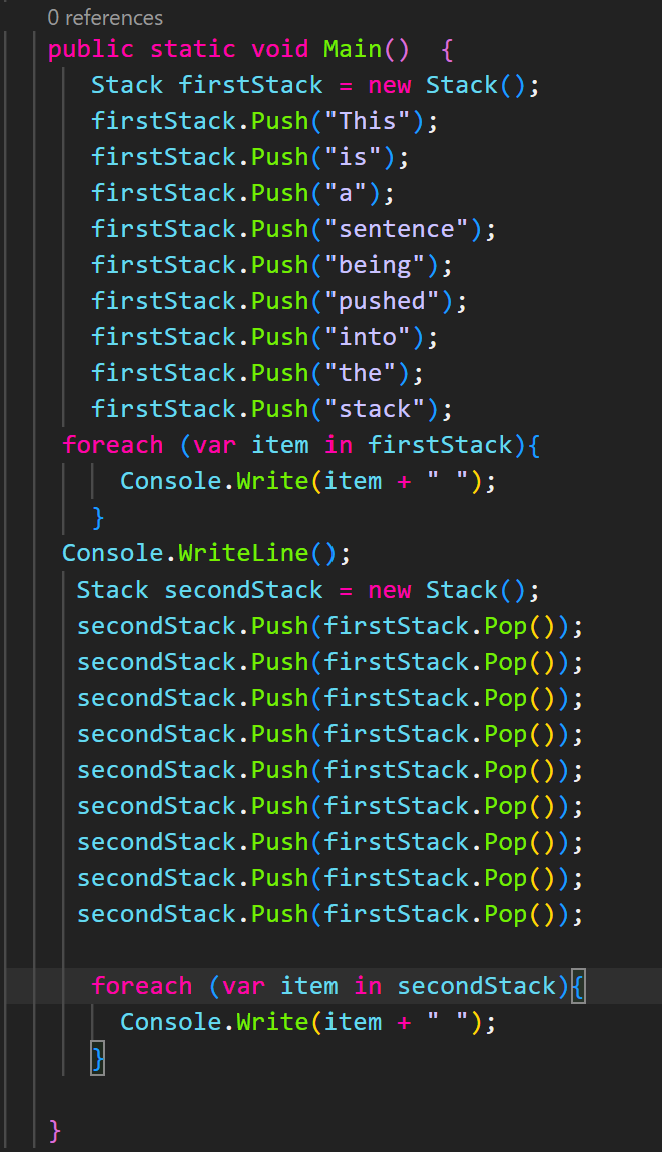 0 references
public static void Main()  {
Stack firstStack = new Stack();
firstStack.Push("This");
firstStack.Push("is");
firstStack.Push("a");
firstStack.Push("sentence");
firstStack.Push("being");
firstStack.Push("pushed");
firstStack.Push("into");
firstStack.Push("the");
firstStack.Push("stack");
foreach (var item in firstStack){
Console.Write(item + " ");
}
Console.WriteLine();
Stack secondStack = new Stack();
secondStack.Push(firstStack.Pop());
secondStack.Push(firstStack.Pop());
secondStack.Push(firstStack.Pop());
secondStack.Push(firstStack.Pop());
secondStack.Push(firstStack.Pop());
secondStack.Push(firstStack.Pop());
secondStack.Push(firstStack.Pop());
secondStack.Push(firstStack.Pop());
secondStack.Push(firstStack.Pop());
foreach (var item in secondStack){
Console.Write(item + " ");
}
}